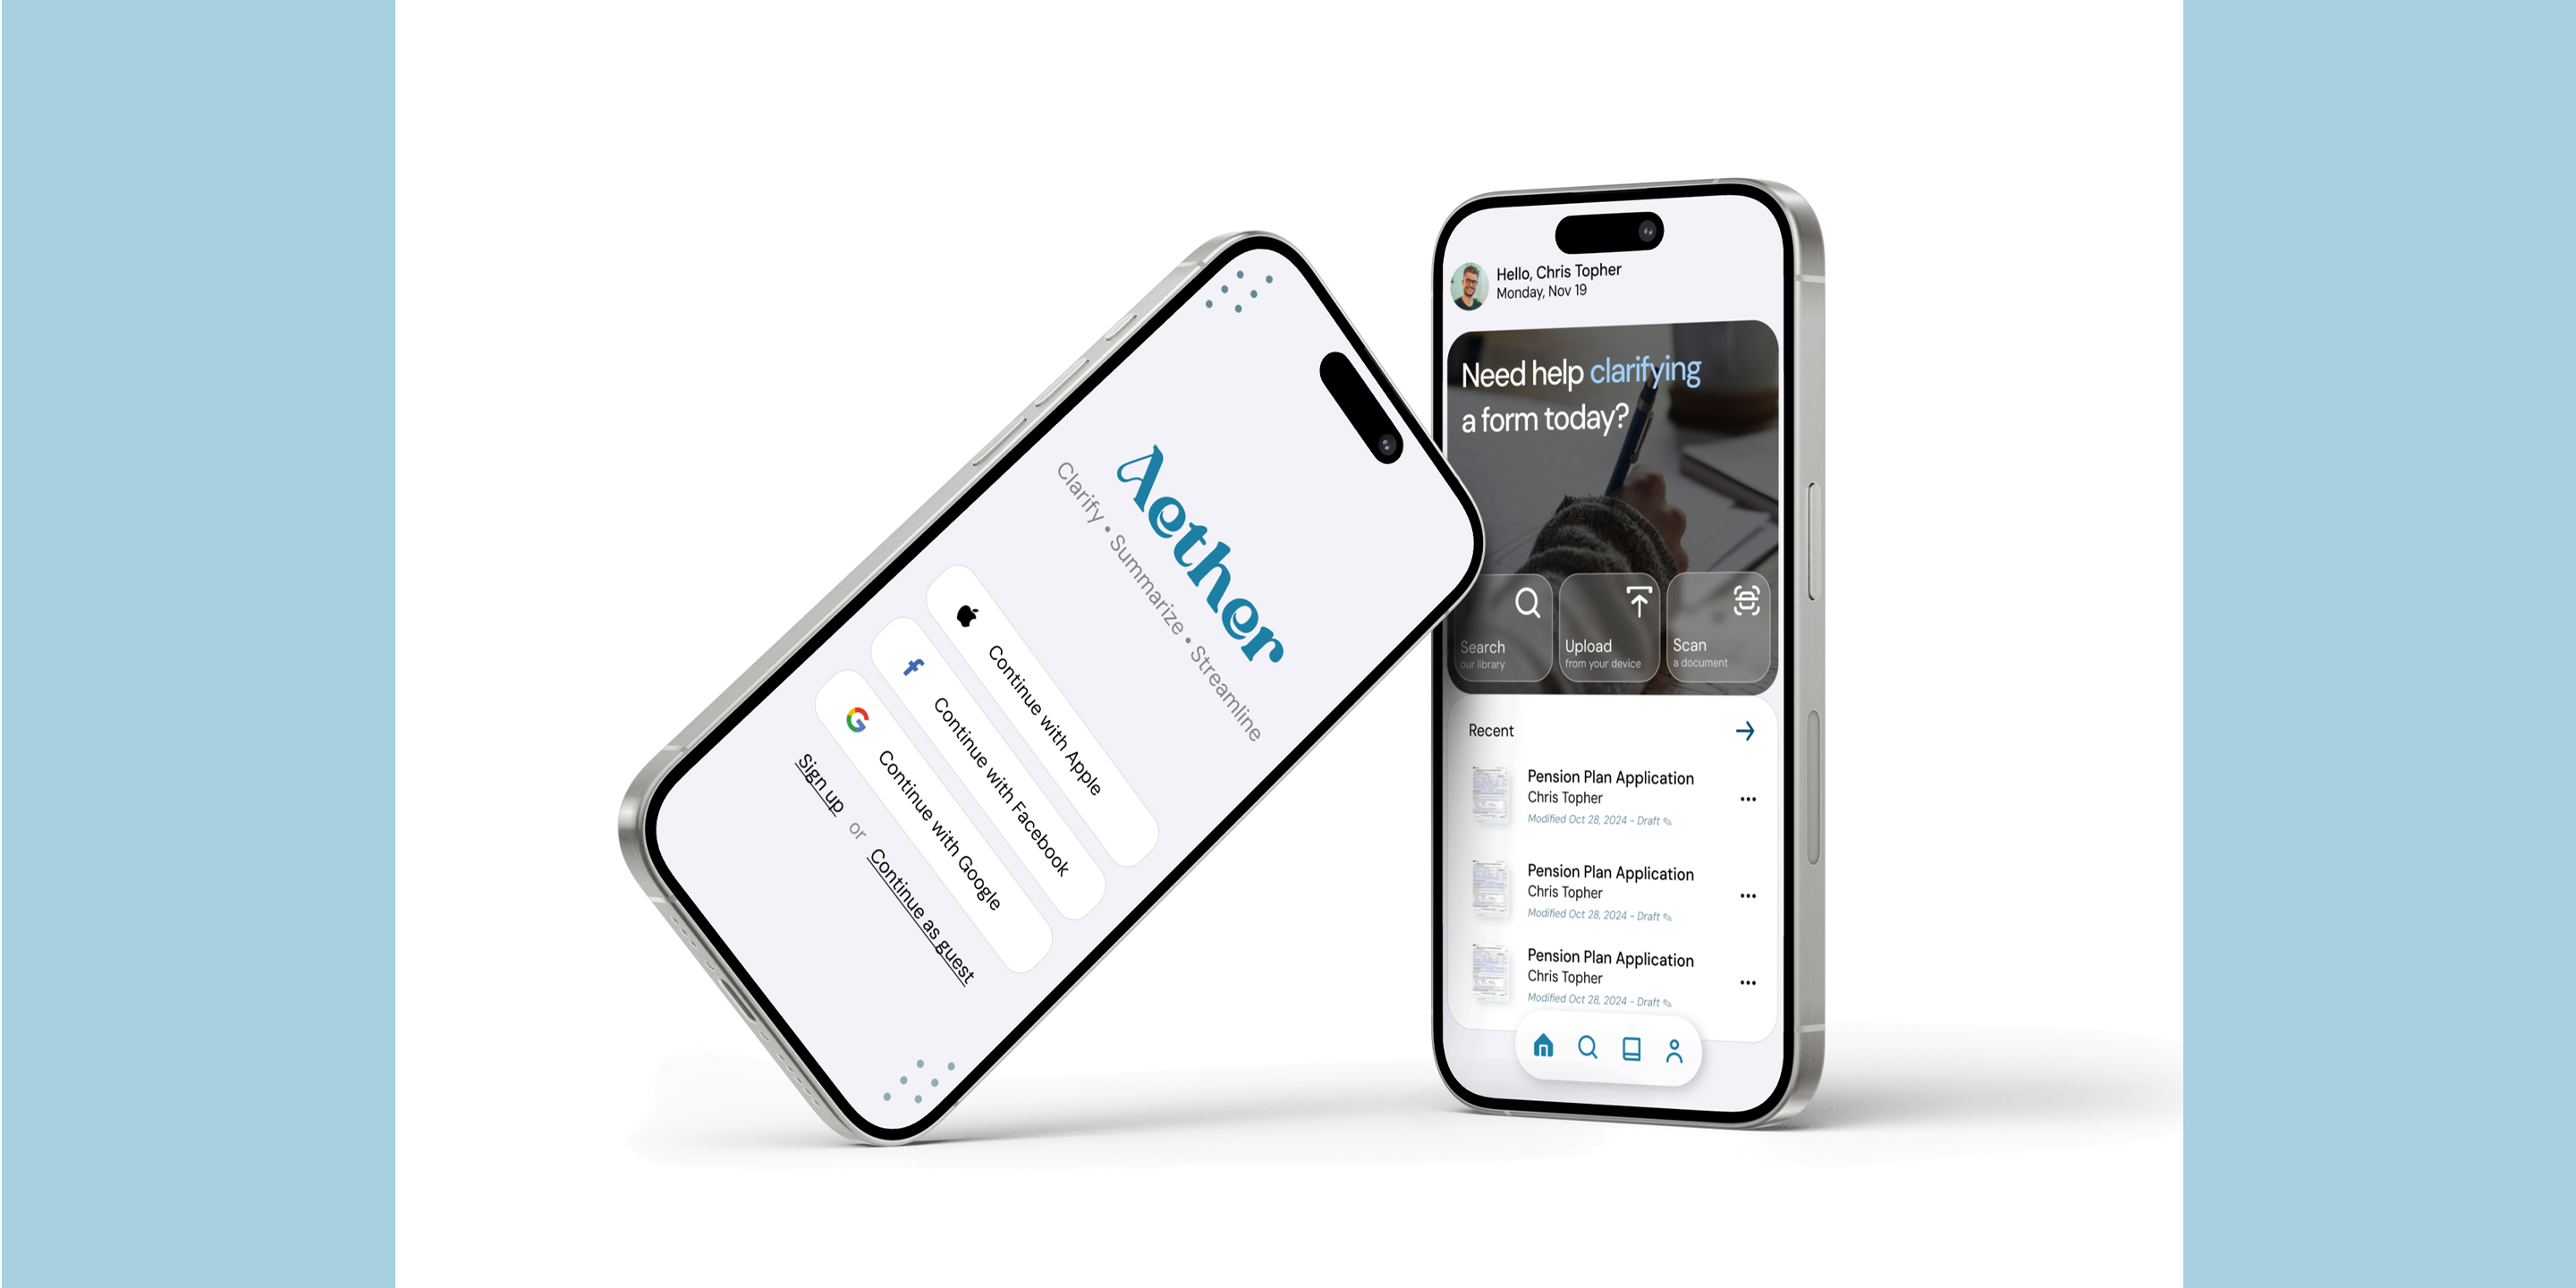 Aether
Clarify • Summarize • Streamline
Continue with Apple
Continue with Facebook
Continue with Google
Sign up or Continue as guest
Hello, Chris Topher
Monday, Nov 19
Need help clarifying
a form today?
Search
our library
Upload
from your device
Scan
a document
Recent
Pension Plan Application
Chris Topher
Modified Oct 28, 2024 - Draft
Pension Plan Application
Chris Topher
Modified Oct 28, 2024 - Draft
Pension Plan Application
Chris Topher
Modified Oct 28, 2024 - Draft